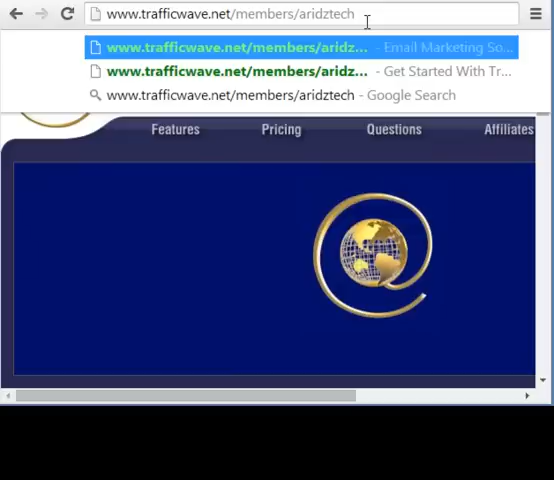 www.trafficwave.net/members/aridztech
www.trafficwave.net/members/aridz... - Email Marketing So...
www.trafficwave.net/members/aridz... - Get Started With Tr...
www.trafficwave.net/members/aridztech - Google Search
Features Pricing Questions Affiliates